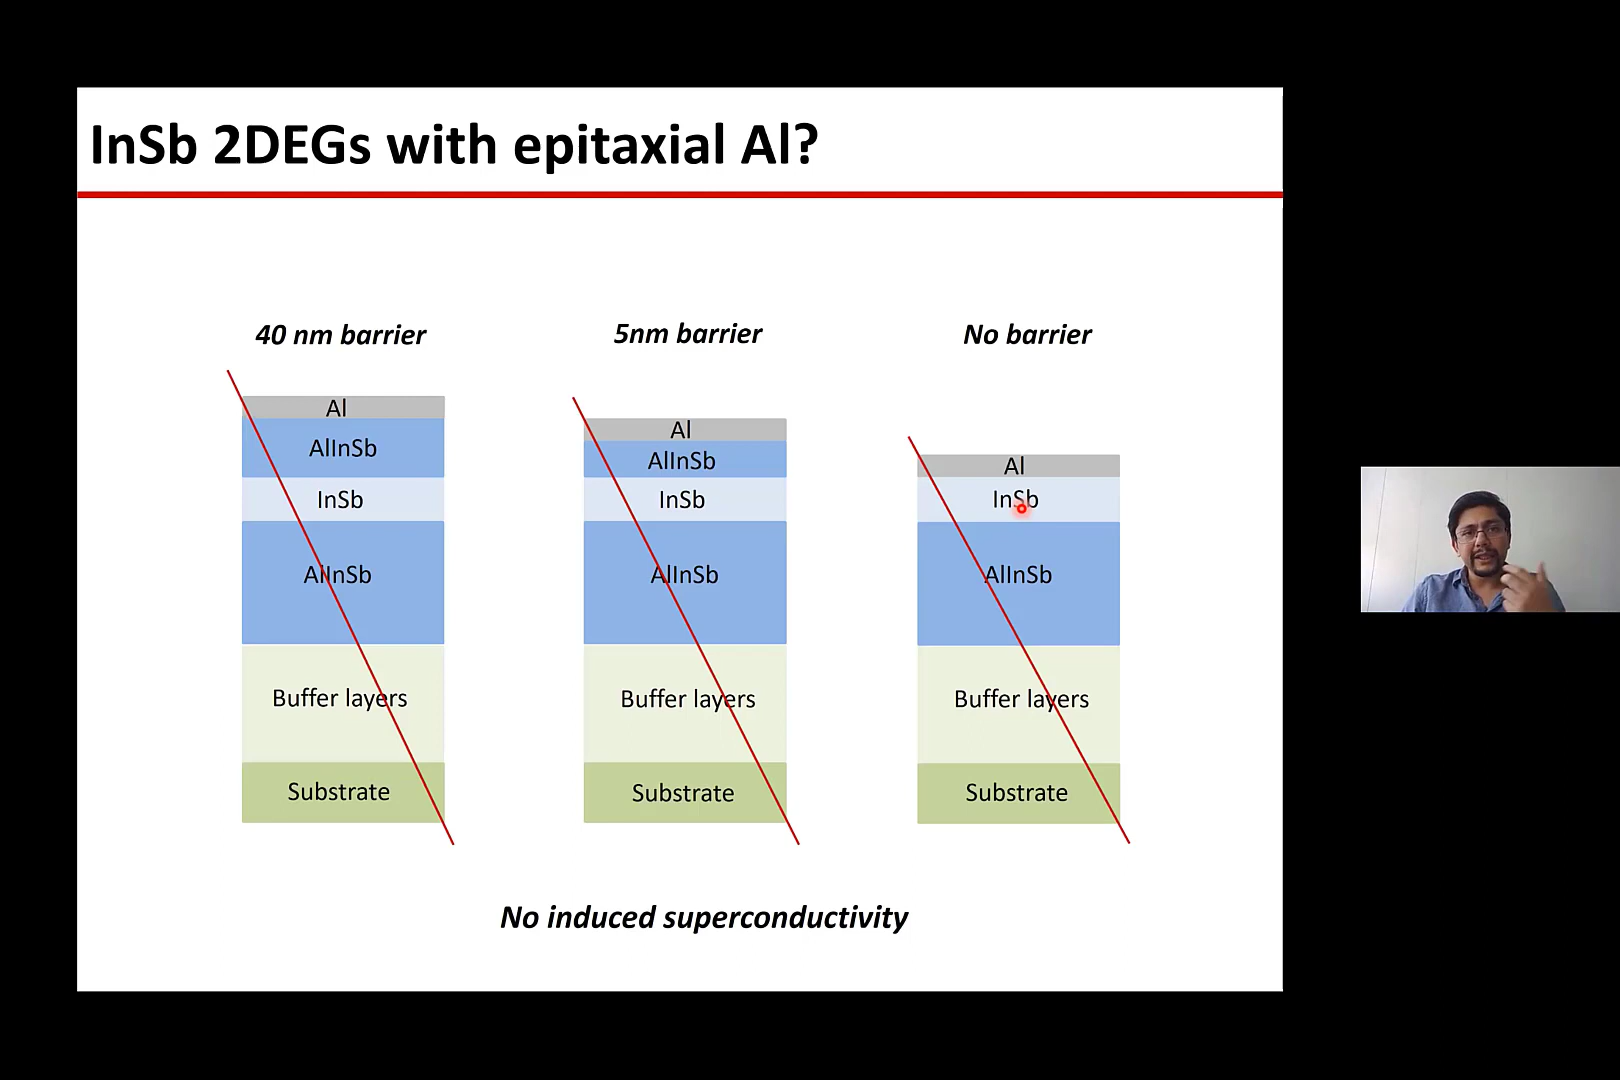 InSb 2DEGs with epitaxial Al?
40 nm barrier
5nm barrier
No barrier
Al
AlInSb
InSb
AlInSb
Buffer layers
Substrate
Al
AlInSb
InSb
AlInSb
Buffer layers
Substrate
Al
InSb
AlInSb
Buffer layers
Substrate
No induced superconductivity